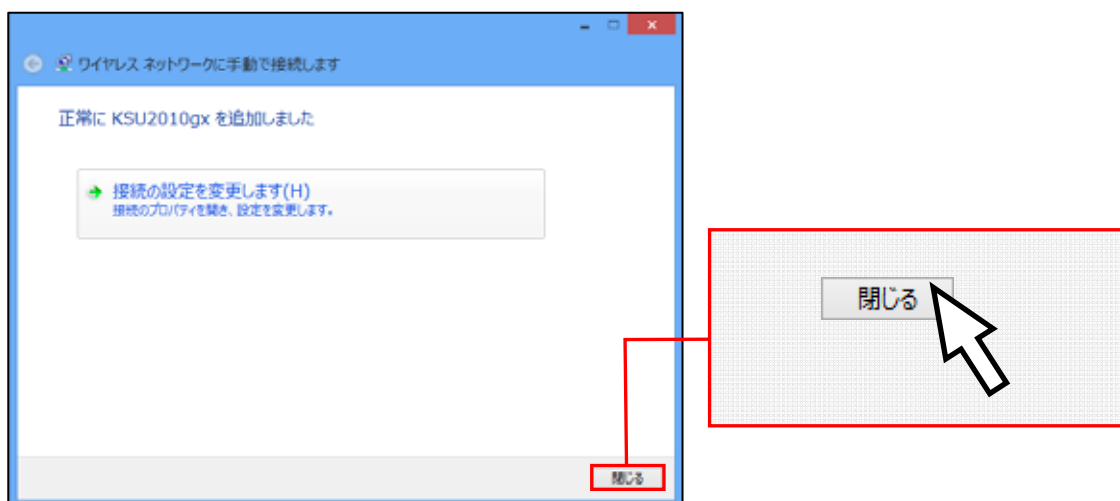 ワイヤレス ネットワークに手動で接続します
正常に KSU2010gx を追加しました
接続の設定を変更します(H)
接続のプロパティを開き、設定を変更します。
閉じる
閉じる